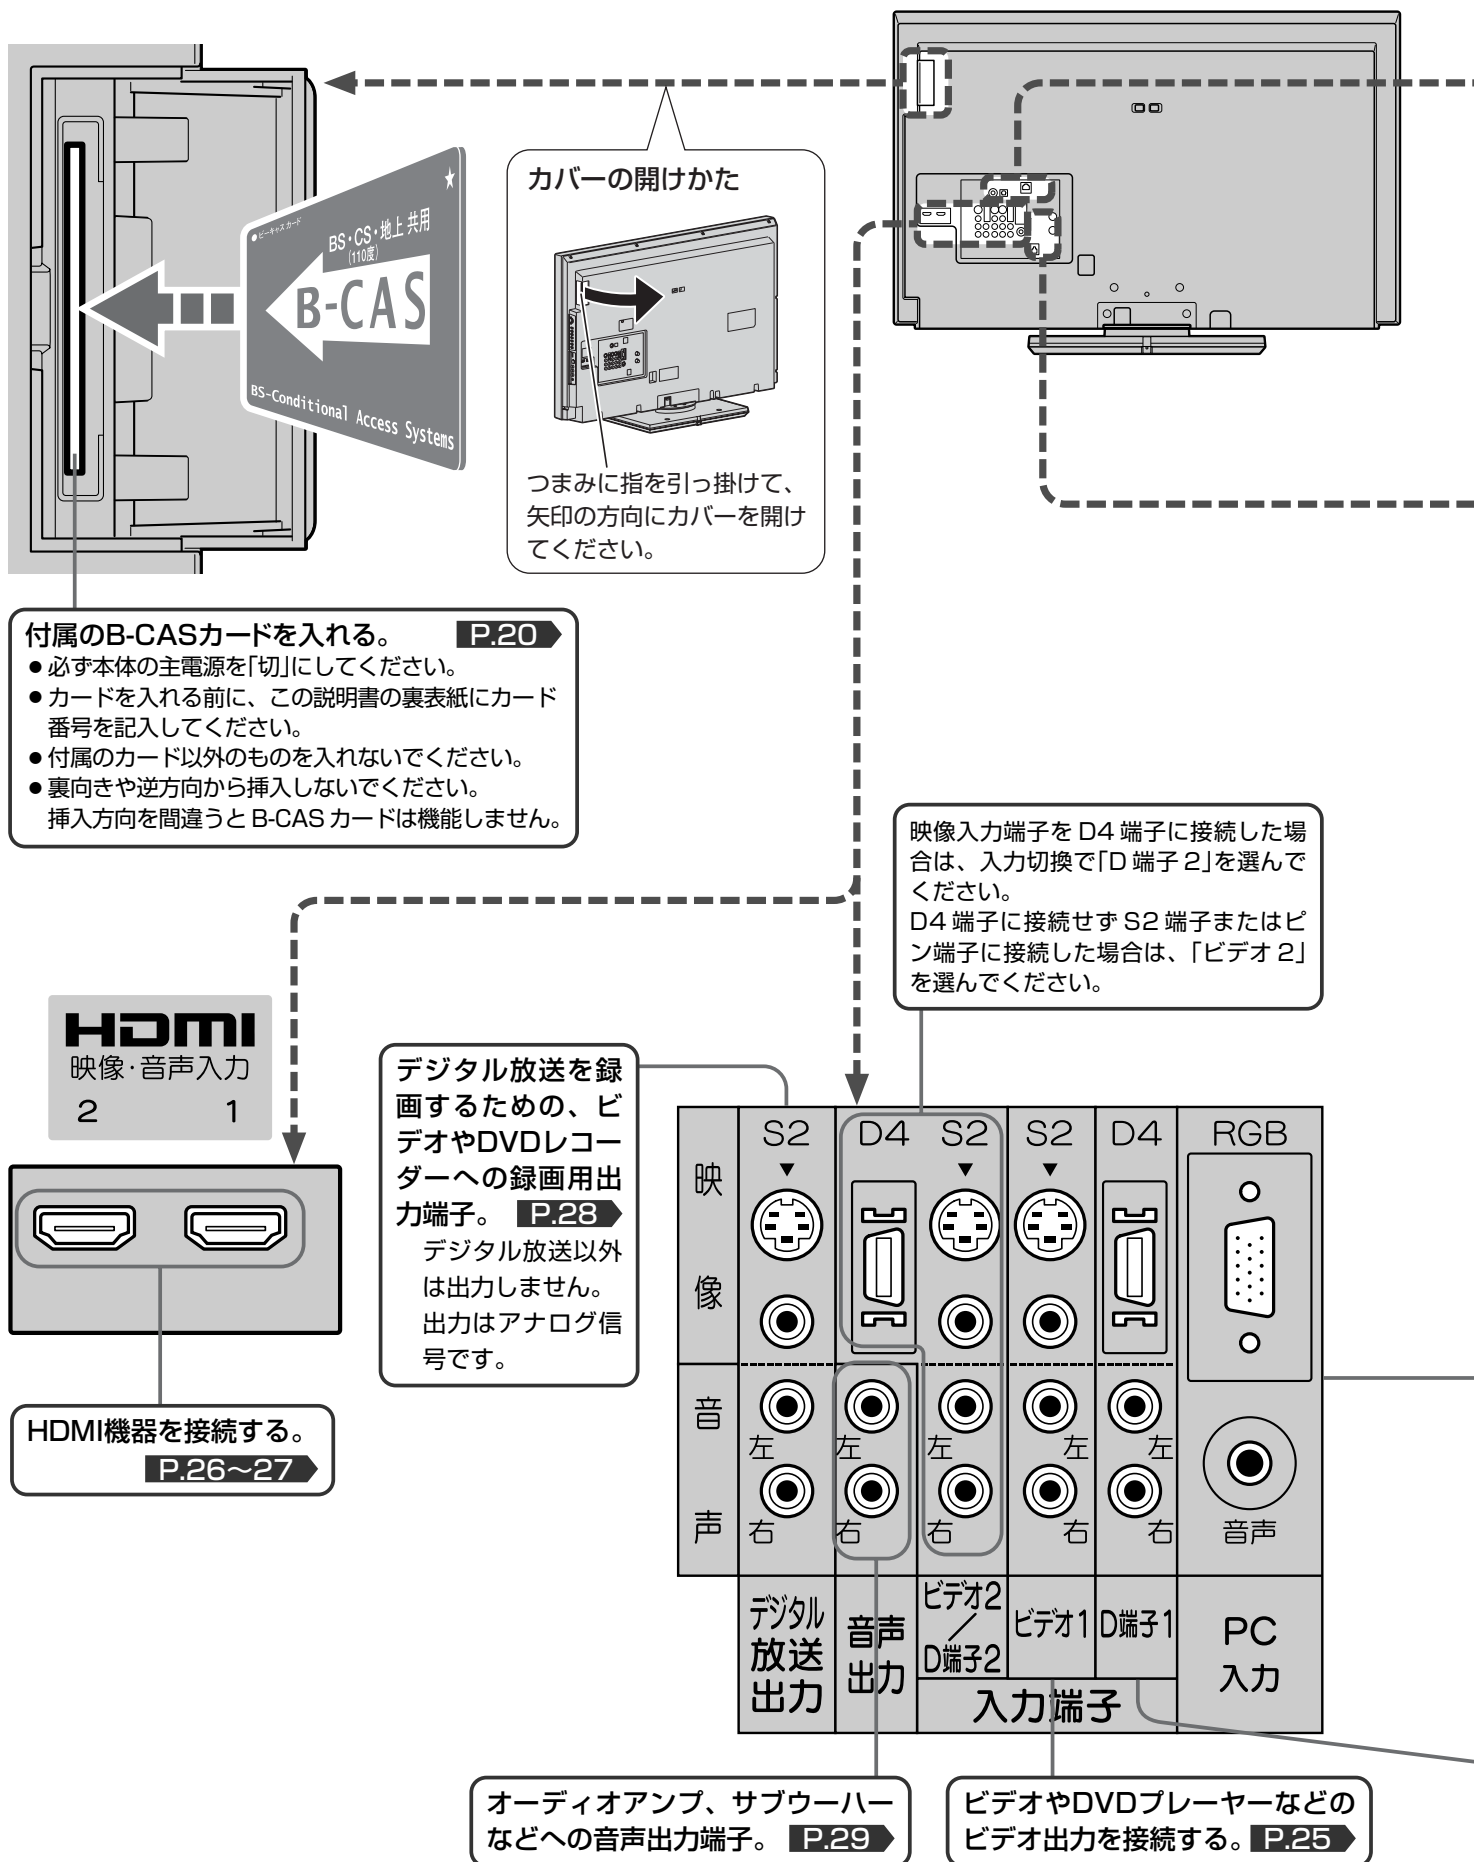 ●ビーキャスカード
★
BS・CS・地上共用
(110度)
B-CAS
BS-Conditional Access Systems
カバーの開けかた
つまみに指を引っ掛けて、
矢印の方向にカバーを開け
てください。
付属のB-CASカードを入れる。 P.20
●必ず本体の主電源を｢切｣にしてください。
●カードを入れる前に、この説明書の裏表紙にカード
番号を記入してください。
●付属のカード以外のものを入れないでください。
●裏向きや逆方向から挿入しないでください。
挿入方向を間違うとB-CASカードは機能しません。
映像入力端子をD4端子に接続した場
合は、入力切換で｢D端子2｣を選んで
ください。
D4端子に接続せずS2端子またはピ
ン端子に接続した場合は、｢ビデオ2｣
を選んでください。
HDMI
映像・音声入力
2 1
HDMI機器を接続する。
P.26〜27
デジタル放送を録
画するための、ビ
デオやDVDレコー
ダーへの録画用出
力端子。 P.28
デジタル放送以外
は出力しません。
出力はアナログ信
号です。
映像
音声
S2 D4 S2 S2 D4 RGB
左 左 左 左 左
右 右 右 右 右 音声
デジタル
放送
出力
音声
出力
ビデオ2
／
D端子2
ビデオ1
D端子1
入力端子
PC
入力
オーディオアンプ、サブウーハー
などへの音声出力端子。 P.29
ビデオやDVDプレーヤーなどの
ビデオ出力を接続する。 P.25